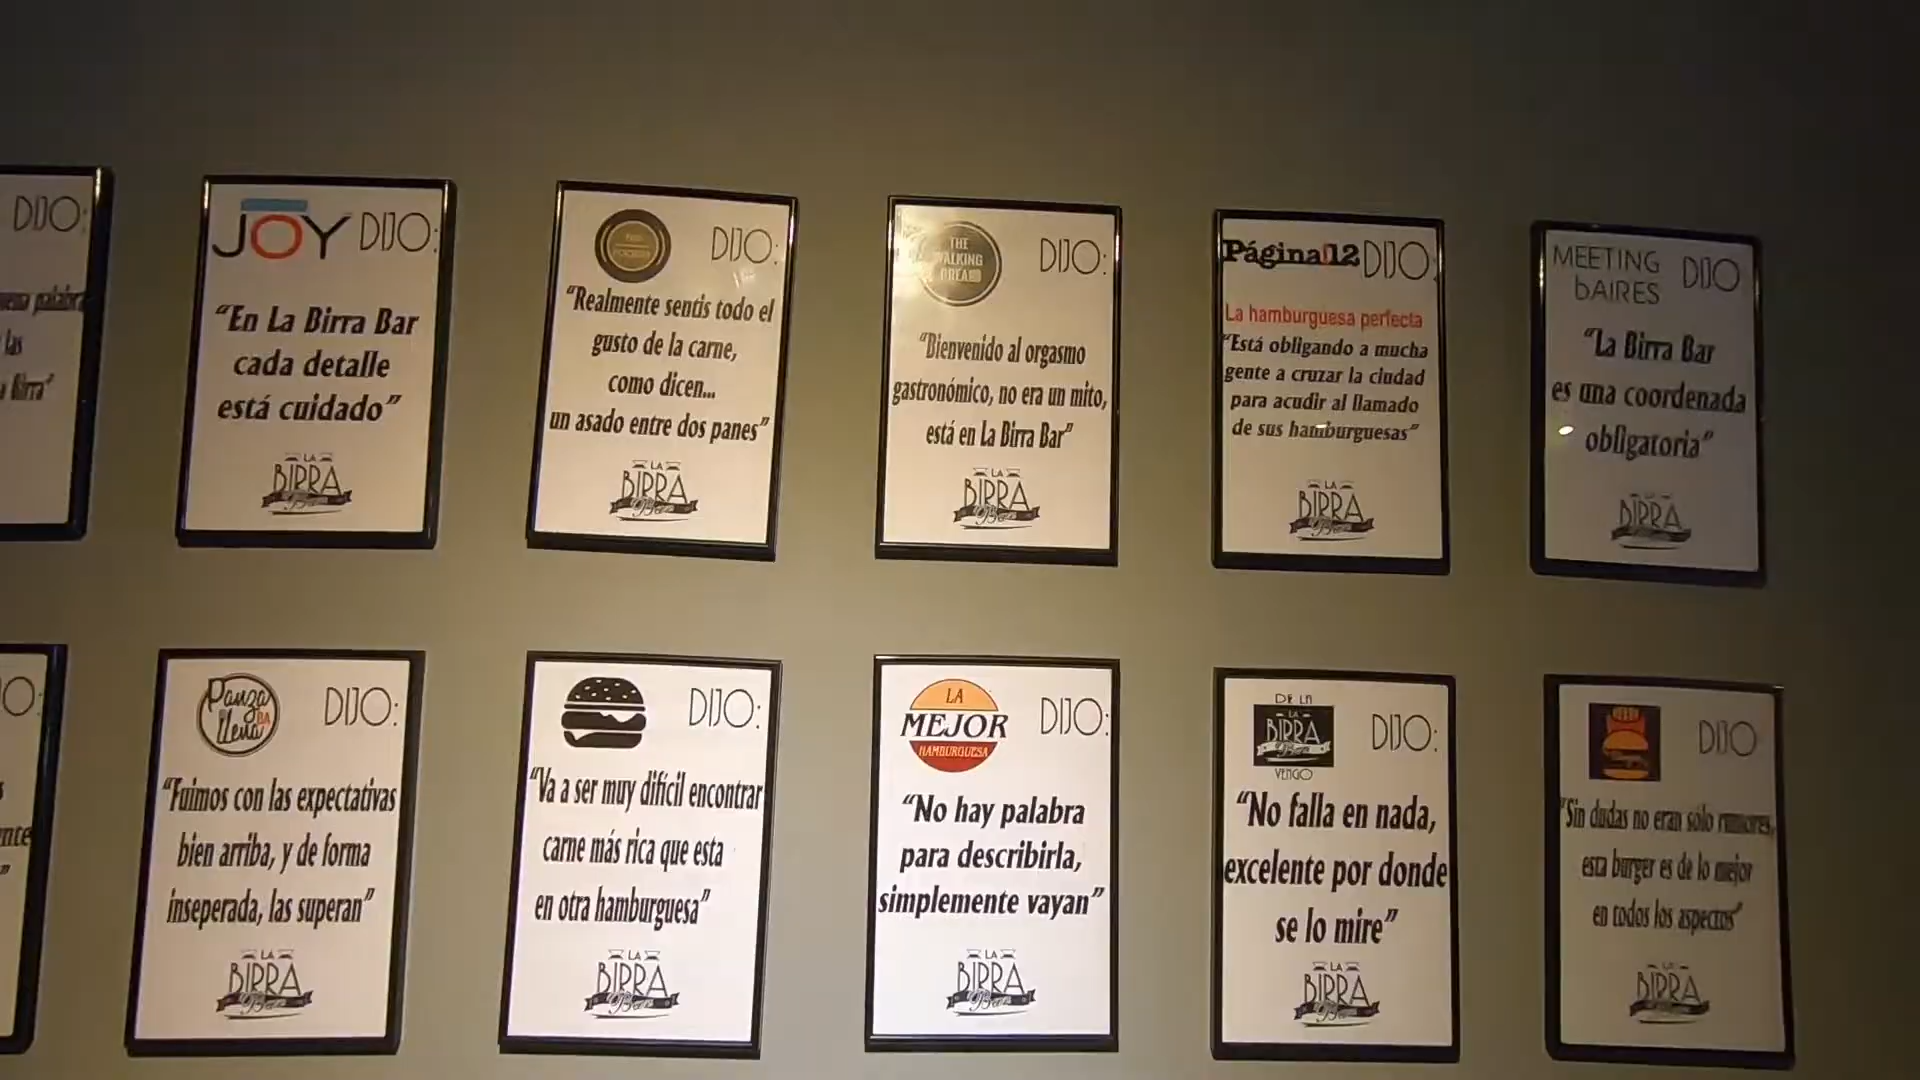 DIJO:
las
JOY DIJO:
“En La Birra Bar
cada detalle
está cuidado”
LA
BIRRA
Bar
DIJO:
“Realmente sentis todo el
gusto de la carne,
como dicen...
un asado entre dos panes”
LA
BIRRA
Bar
THE
WALKING
BREAD
DIJO:
“Bienvenido al orgasmo
gastronómico, no era un mito,
está en La Birra Bar”
LA
BIRRA
Bar
Página12 DIJO:
La hamburguesa perfecta
“Está obligando a mucha
gente a cruzar la ciudad
para acudir al llamado
de sus hamburguesas”
LA
BIRRA
Bar
MEETING
bAIRES
DIJO
“La Birra Bar
es una coordenada
obligatoria”
LA
BIRRA
Bar
Panza
LLena
DIJO:
“Fuimos con las expectativas
bien arriba, y de forma
inseperada, las superan”
LA
BIRRA
Bar
DIJO:
“Va a ser muy difícil encontrar
carne más rica que esta
en otra hamburguesa”
LA
BIRRA
Bar
LA
MEJOR
HAMBURGUESA
DIJO:
“No hay palabra
para describirla,
simplemente vayan”
LA
BIRRA
Bar
DE LA
LA
BIRRA
Bar
VENGO
DIJO:
“No falla en nada,
excelente por donde
se lo mire”
LA
BIRRA
Bar
DIJO
“Sin dudas no eran sólo rumores,
esta burger es de lo mejor
en todos los aspectos”
LA
BIRRA
Bar